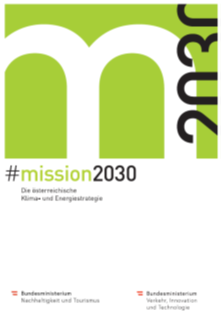 2030
#mission2030
Die österreichische
Klima- und Energiestrategie
Bundesministerium
Nachhaltigkeit und Tourismus
Bundesministerium
Verkehr, Innovation
und Technologie